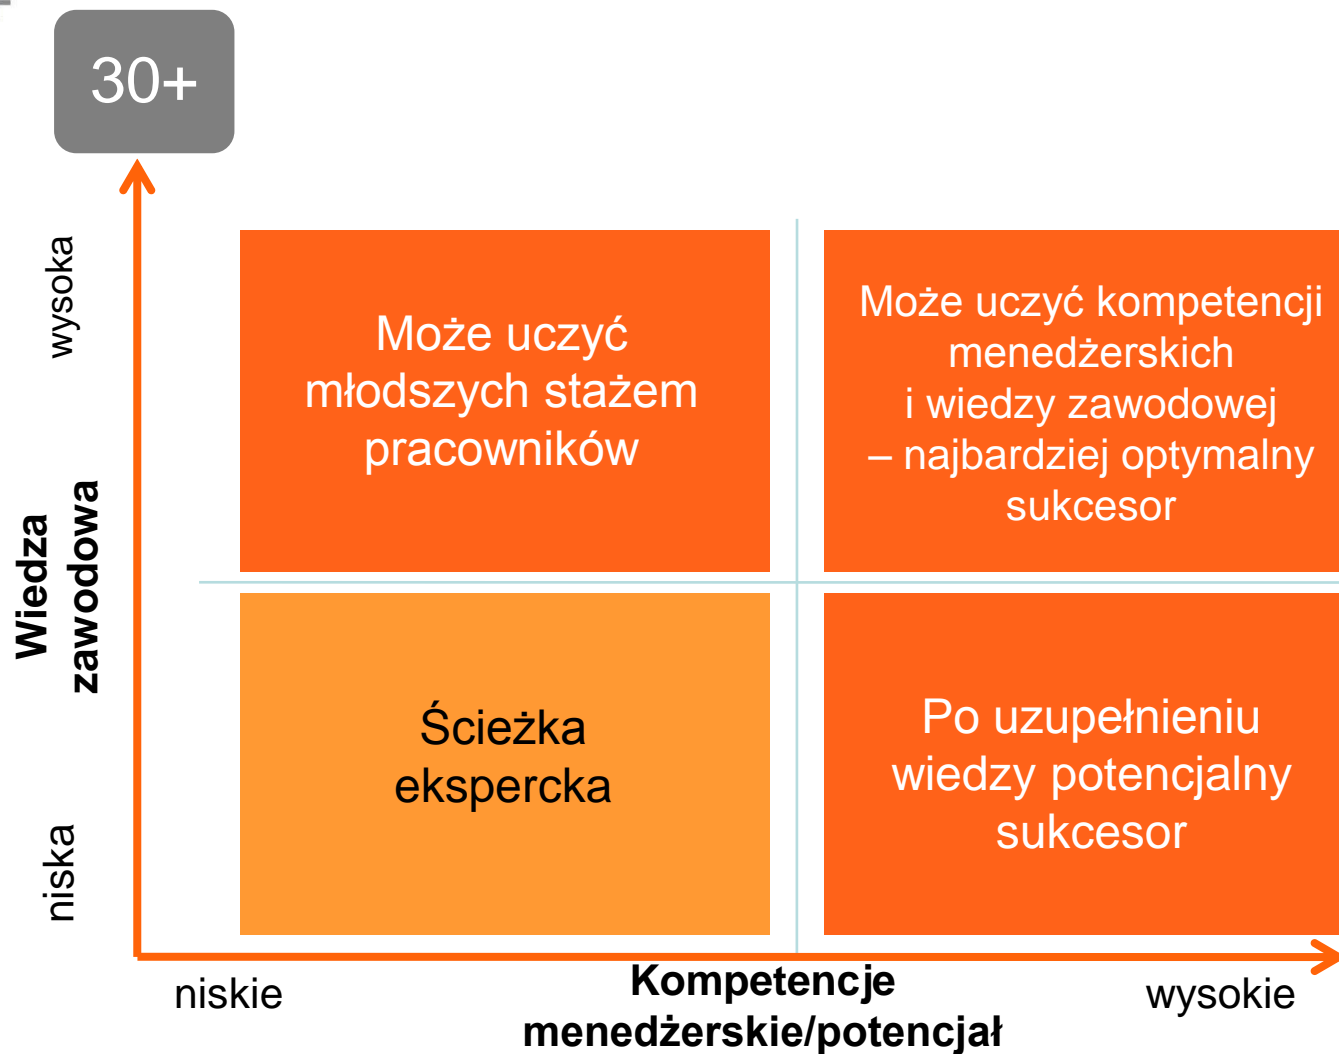 30+
wysoka
Wiedza
zawodowa
niska
Może uczyć
młodszych stażem
pracowników
Może uczyć kompetencji
menedżerskich
i wiedzy zawodowej
– najbardziej optymalny
sukcesor
Ścieżka
ekspercka
Po uzupełnieniu
wiedzy potencjalny
sukcesor
niskie
Kompetencje
menedżerskie/potencjał
wysokie